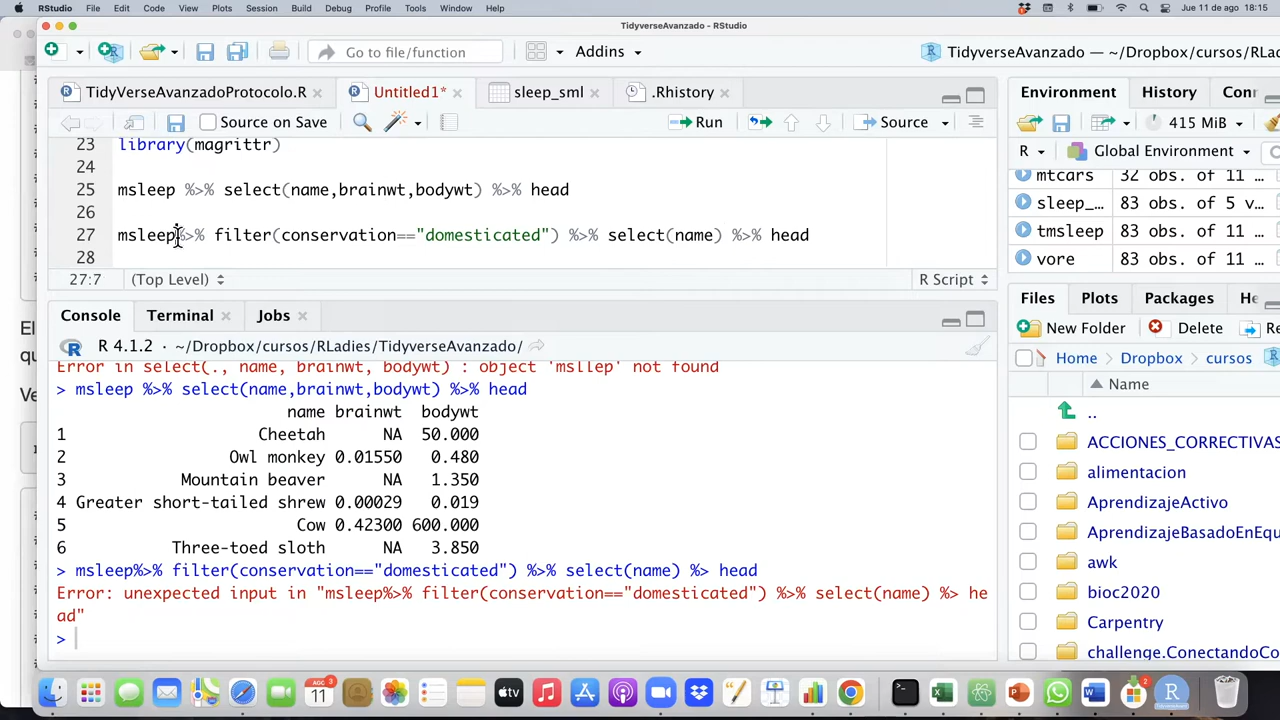 RStudio File Edit Code View Plots Session Build Debug Profile Tools Window Help Jue 11 de ago 18:15
TidyverseAvanzado - RStudio
Go to file/function Addins TidyverseAvanzado — ~/Dropbox/cursos/RLa
TidyVerseAvanzadoProtocolo.R Untitled1* sleep_sml .Rhistory
Environment History Conn
Source on Save Run Source
415 MiB
R Global Environment
mtcars 32 obs. of 11
sleep_… 83 obs. of 5 v
tmsleep 83 obs. of 11
vore 83 obs. of 11
23 library(magrittr)
24
25 msleep %>% select(name,brainwt,bodywt) %>% head
26
27 msleep%>% filter(conservation=="domesticated") %>% select(name) %>% head
28
27:7 (Top Level) R Script
Console Terminal Jobs
R 4.1.2 · ~/Dropbox/cursos/RLadies/TidyverseAvanzado/
Error in select(., name, brainwt, bodywt) : object 'msllep' not found
> msleep %>% select(name,brainwt,bodywt) %>% head
name brainwt bodywt
1 Cheetah NA 50.000
2 Owl monkey 0.01550 0.480
3 Mountain beaver NA 1.350
4 Greater short-tailed shrew 0.00029 0.019
5 Cow 0.42300 600.000
6 Three-toed sloth NA 3.850
> msleep%>% filter(conservation=="domesticated") %>% select(name) %> head
Error: unexpected input in "msleep%>% filter(conservation=="domesticated") %>% select(name) %> he
ad"
>
Files Plots Packages He
New Folder Delete Re
Home Dropbox cursos
Name
..
ACCIONES_CORRECTIVAS
alimentacion
AprendizajeActivo
AprendizajeBasadoEnEqu
awk
bioc2020
Carpentry
challenge.ConectandoCo
El
qu
Ve